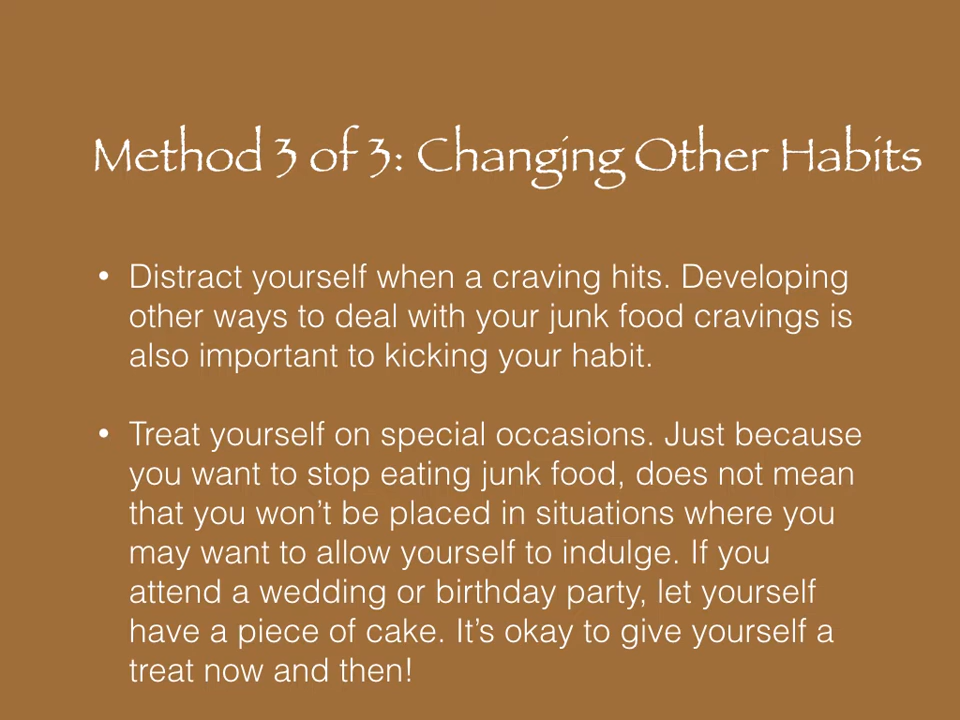 Method 3 of 3: Changing Other Habits
• Distract yourself when a craving hits. Developing
other ways to deal with your junk food cravings is
also important to kicking your habit.
• Treat yourself on special occasions. Just because
you want to stop eating junk food, does not mean
that you won’t be placed in situations where you
may want to allow yourself to indulge. If you
attend a wedding or birthday party, let yourself
have a piece of cake. It’s okay to give yourself a
treat now and then!